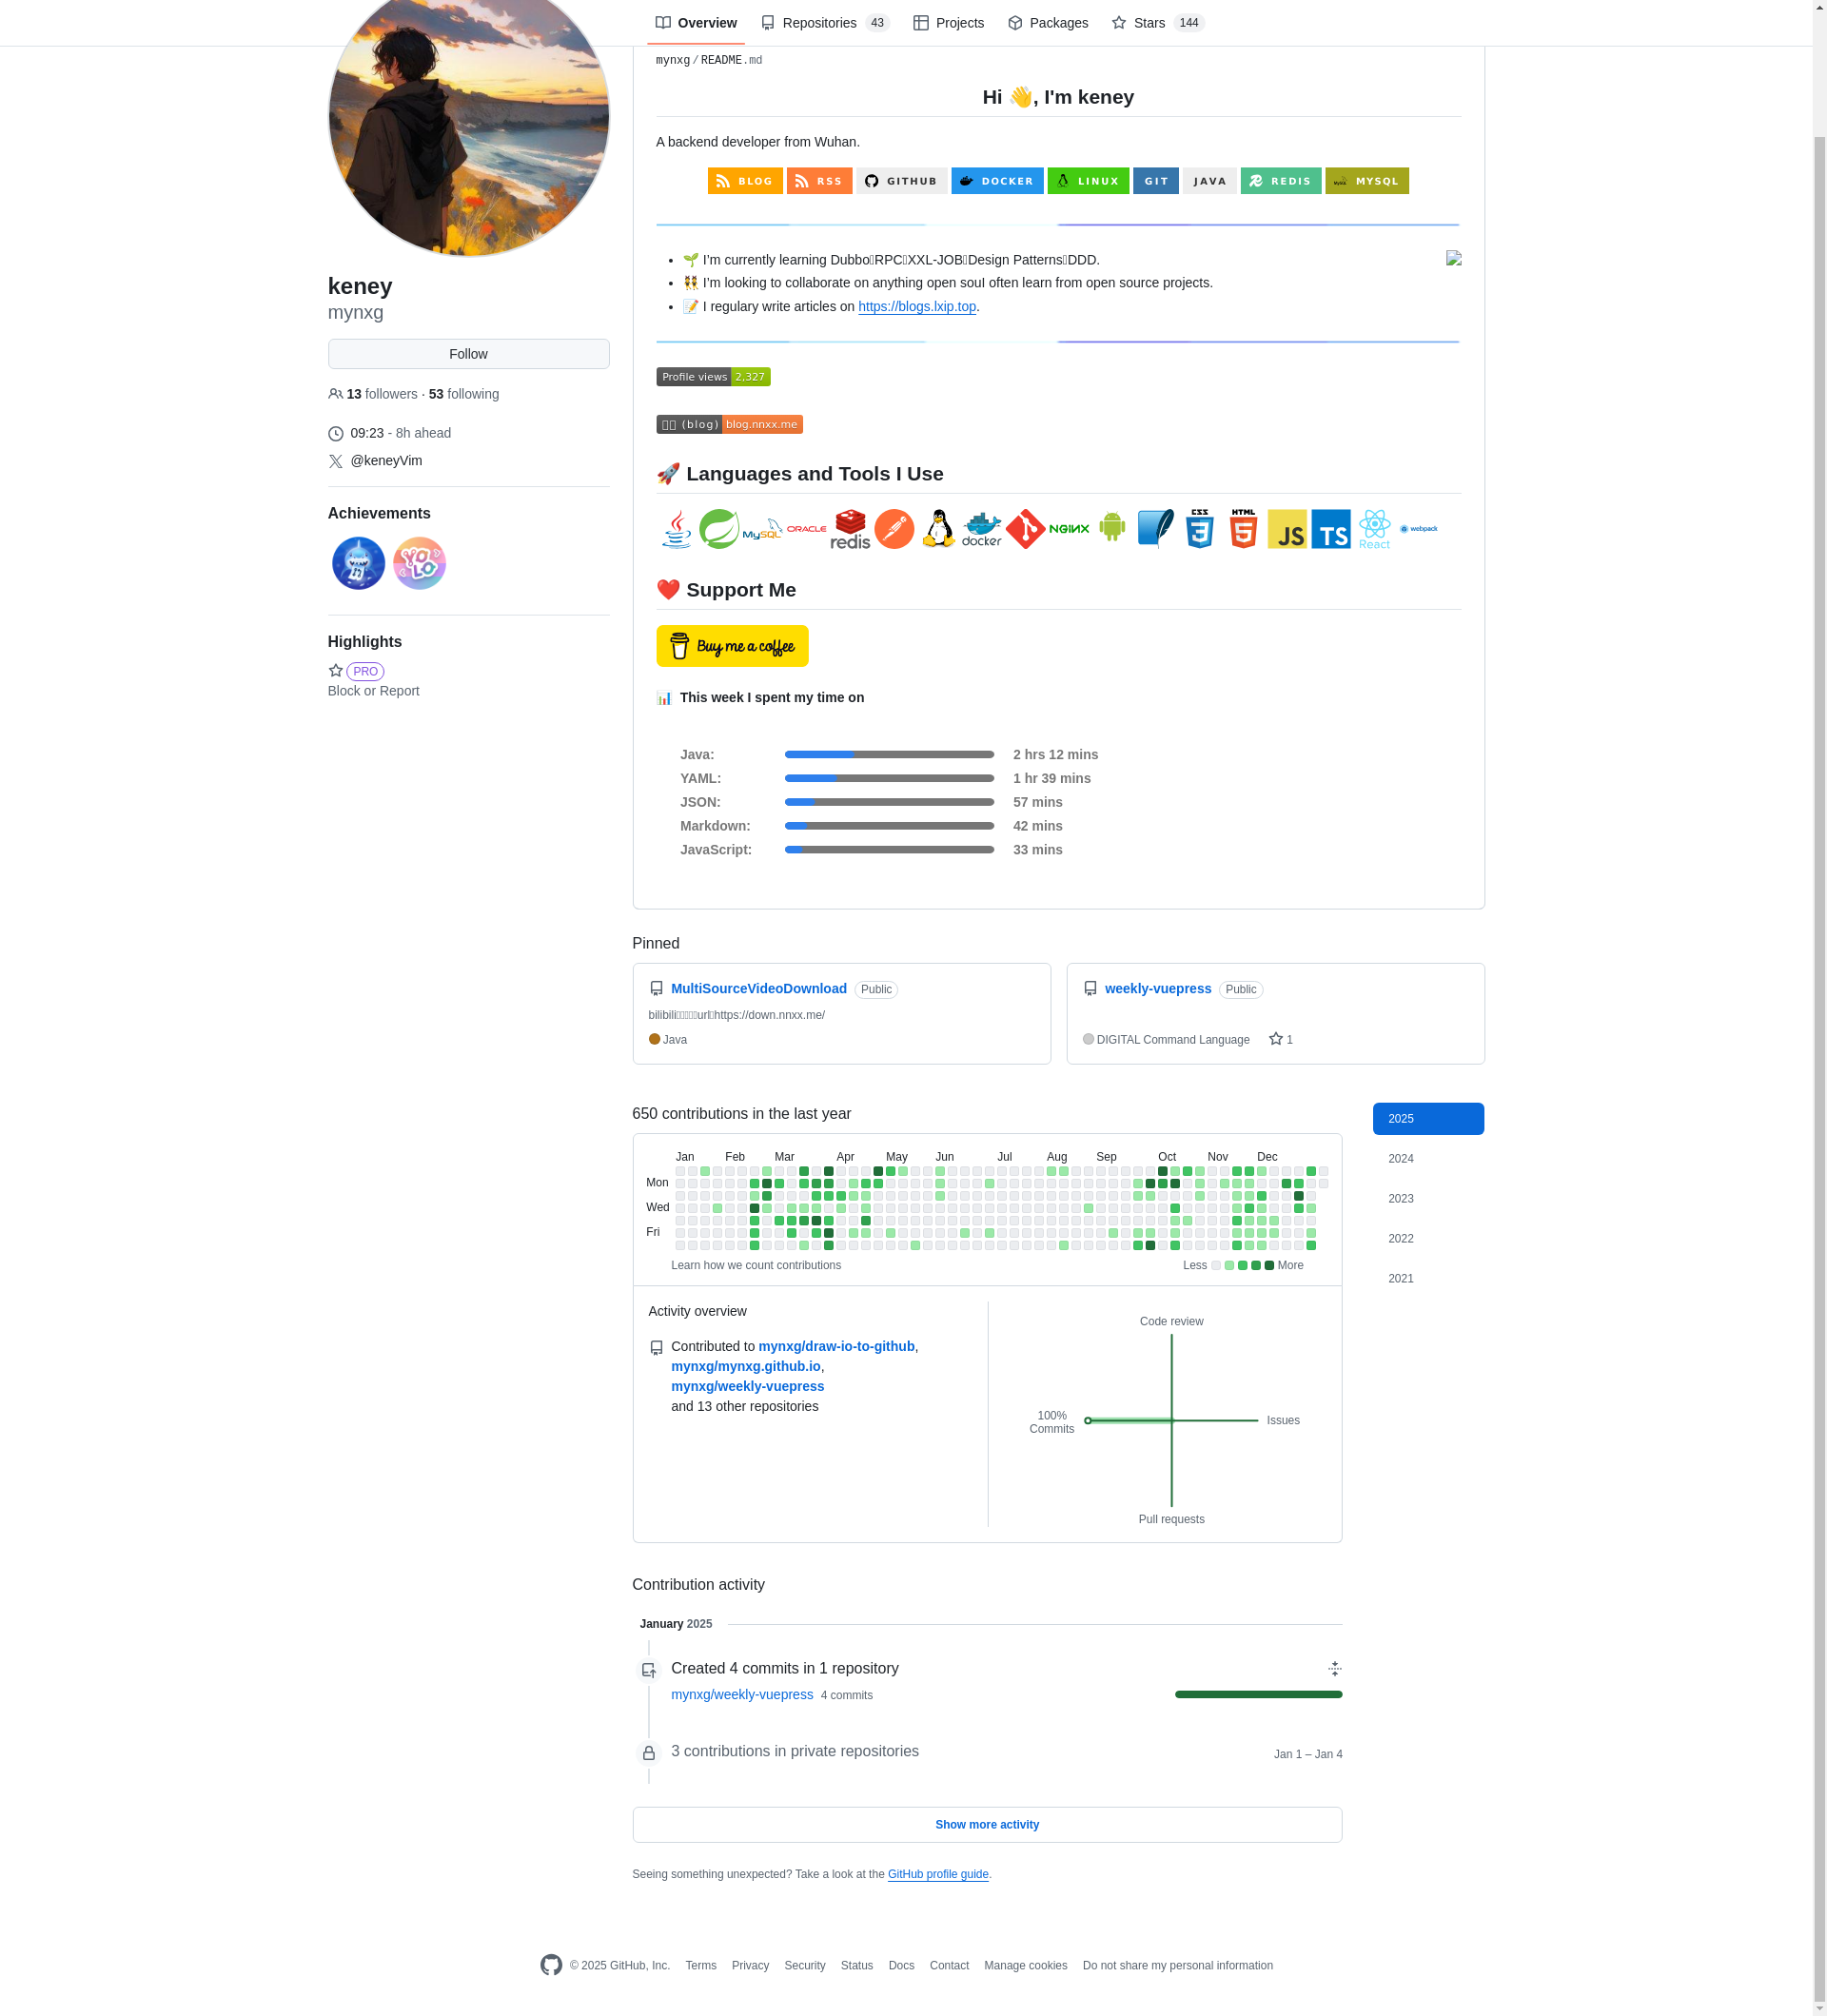 Overview
Repositories 43
Projects
Packages
Stars 144
mynxg/README.md
Hi 👋, I'm keney
A backend developer from Wuhan.
BLOG
RSS
GITHUB
DOCKER
LINUX
GIT
JAVA
REDIS
MYSQL
🌱 I'm currently learning Dubbo RPC XXL-JOB Design Patterns DDD.
👯 I'm looking to collaborate on anything open souI often learn from open source projects.
📝 I regulary write articles on https://blogs.lxip.top.
Profile views 2,327
(blog) blog.nnxx.me
🚀 Languages and Tools I Use
MySQL
ORACLE
redis
docker
NGINX
CSS
HTML
JS
TS
React
webpack
❤️ Support Me
Buy me a coffee
📊 This week I spent my time on
Java: 2 hrs 12 mins
YAML: 1 hr 39 mins
JSON: 57 mins
Markdown: 42 mins
JavaScript: 33 mins
keney
mynxg
Follow
13 followers · 53 following
09:23 - 8h ahead
@keneyVim
Achievements
YOLO
Highlights
PRO
Block or Report
Pinned
MultiSourceVideoDownload Public
bilibili url https://down.nnxx.me/
Java
weekly-vuepress Public
DIGITAL Command Language 1
650 contributions in the last year
2025
2024
2023
2022
2021
Jan Feb Mar Apr May Jun Jul Aug Sep Oct Nov Dec
Mon
Wed
Fri
Learn how we count contributions
Less More
Activity overview
Contributed to mynxg/draw-io-to-github,
mynxg/mynxg.github.io,
mynxg/weekly-vuepress
and 13 other repositories
Code review
100%
Commits
Issues
Pull requests
Contribution activity
January 2025
Created 4 commits in 1 repository
mynxg/weekly-vuepress 4 commits
3 contributions in private repositories
Jan 1 – Jan 4
Show more activity
Seeing something unexpected? Take a look at the GitHub profile guide.
© 2025 GitHub, Inc.
Terms
Privacy
Security
Status
Docs
Contact
Manage cookies
Do not share my personal information